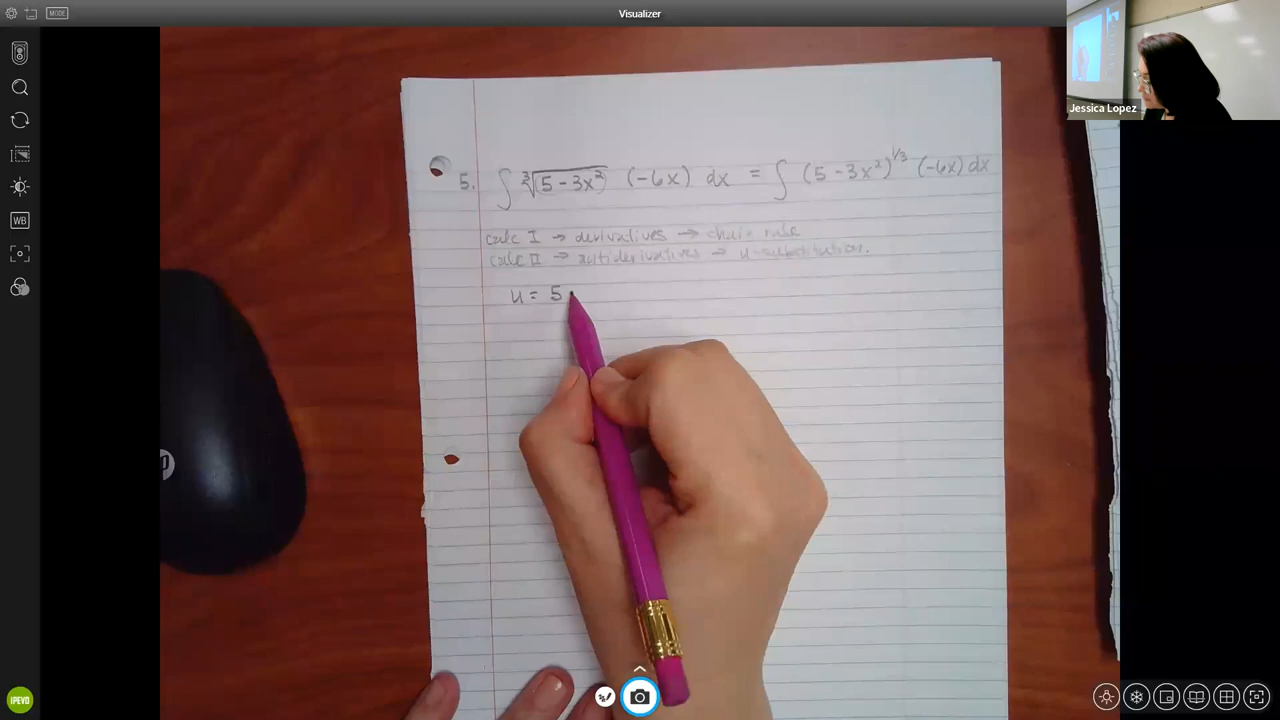 MODE
Visualizer
Jessica Lopez
5. ∫ ∛(5 - 3x²) (-6x) dx = ∫ (5 - 3x²)^1/3 (-6x) dx
calc I → derivatives → chain rule
calc II → antiderivatives → u-substitution.
u = 5
WB
IPEVO